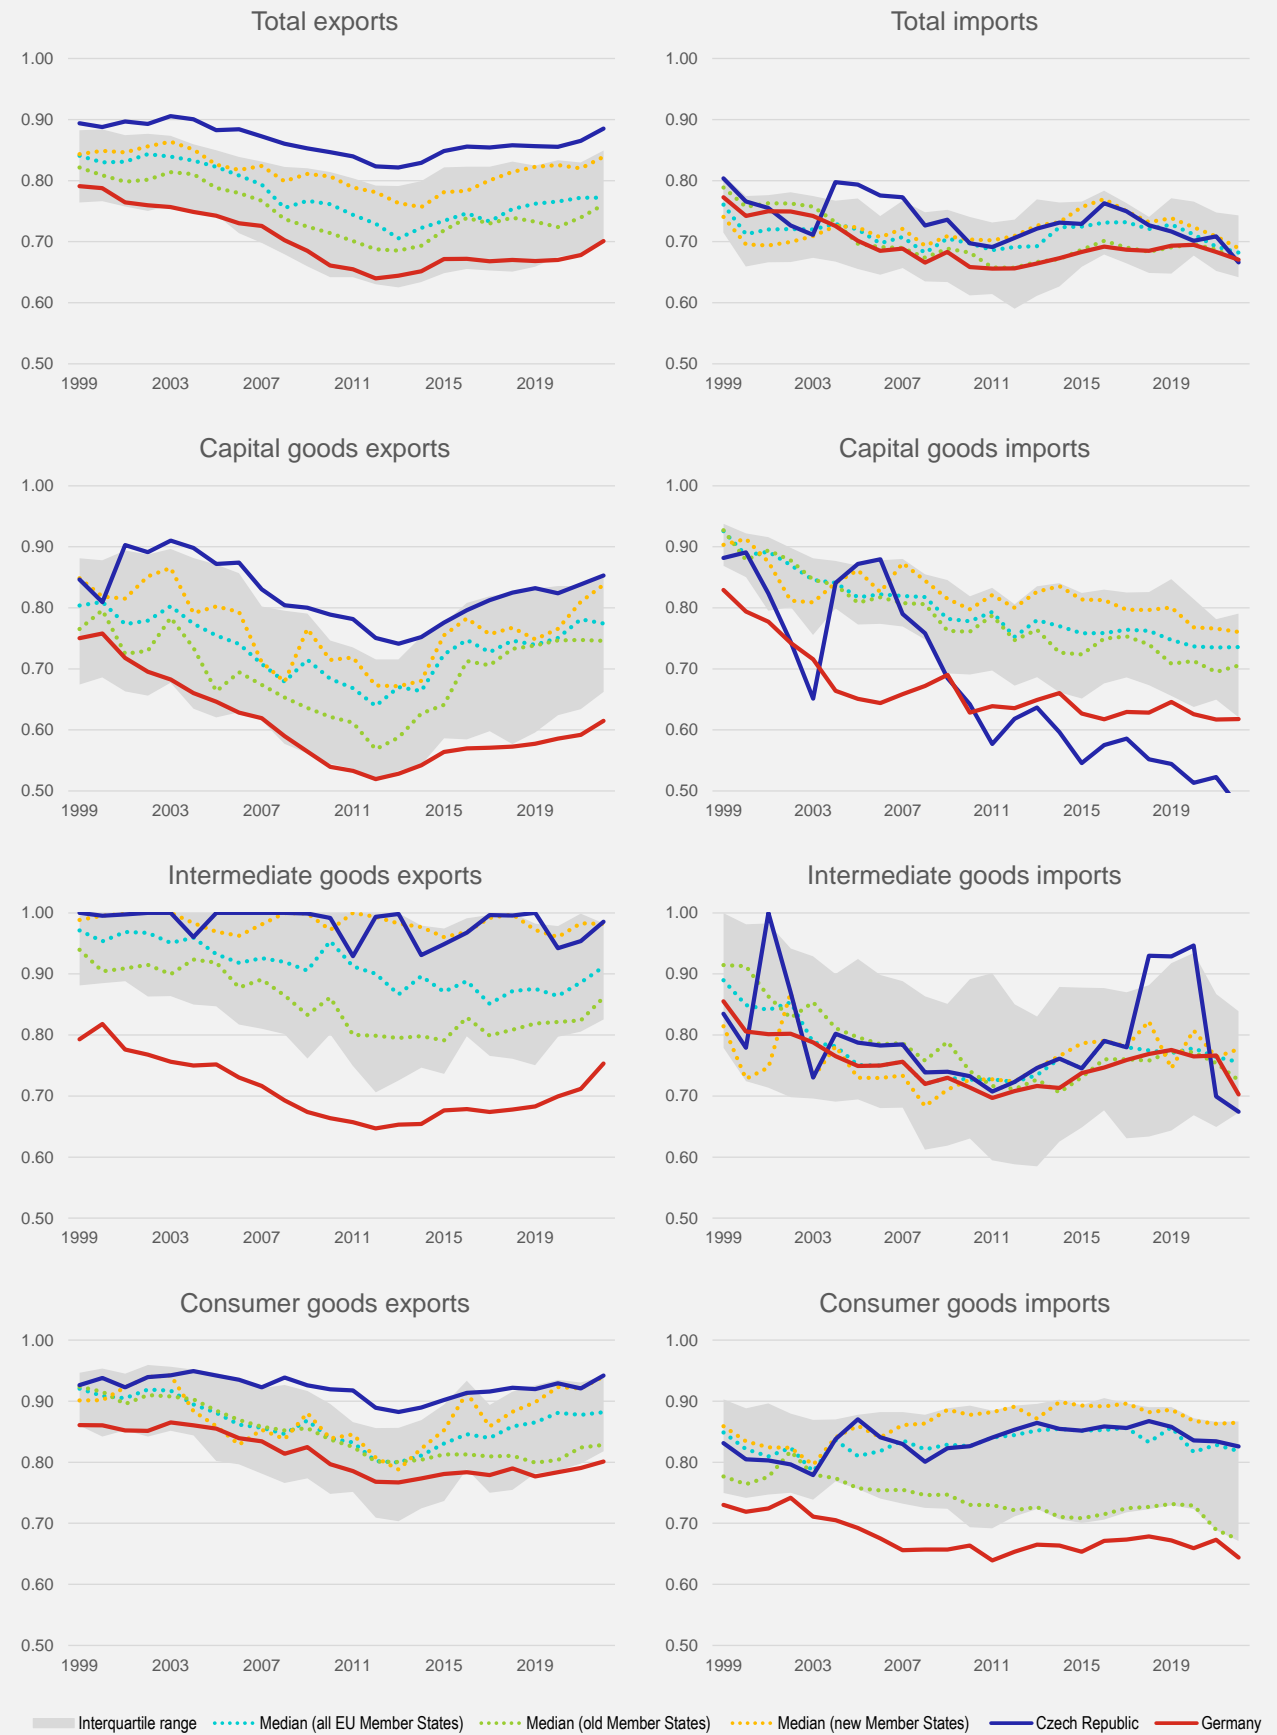 Total exports
1.00
0.90
0.80
0.70
0.60
0.50
1999 2003 2007 2011 2015 2019
Total imports
1.00
0.90
0.80
0.70
0.60
0.50
1999 2003 2007 2011 2015 2019
Capital goods exports
1.00
0.90
0.80
0.70
0.60
0.50
1999 2003 2007 2011 2015 2019
Capital goods imports
1.00
0.90
0.80
0.70
0.60
0.50
1999 2003 2007 2011 2015 2019
Intermediate goods exports
1.00
0.90
0.80
0.70
0.60
0.50
1999 2003 2007 2011 2015 2019
Intermediate goods imports
1.00
0.90
0.80
0.70
0.60
0.50
1999 2003 2007 2011 2015 2019
Consumer goods exports
1.00
0.90
0.80
0.70
0.60
0.50
1999 2003 2007 2011 2015 2019
Consumer goods imports
1.00
0.90
0.80
0.70
0.60
0.50
1999 2003 2007 2011 2015 2019
Interquartile range Median (all EU Member States) Median (old Member States) Median (new Member States) Czech Republic Germany